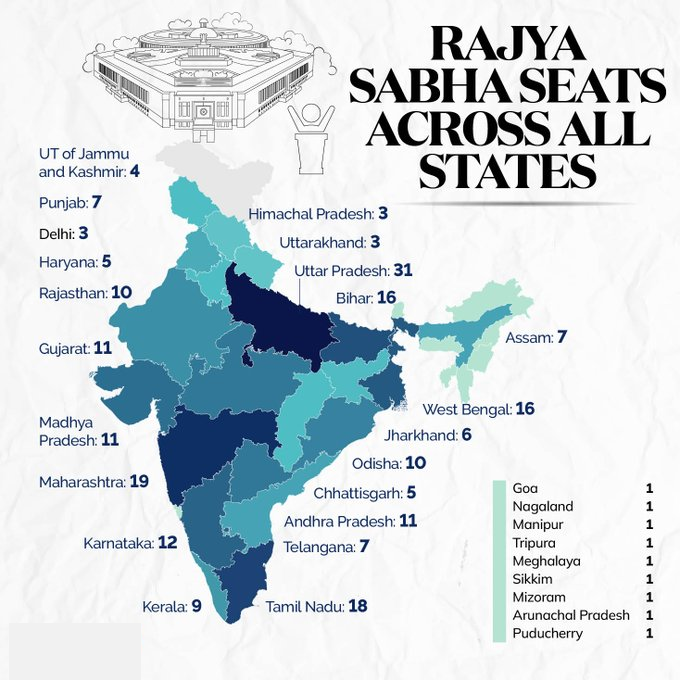 RAJYA
SABHA SEATS
ACROSS ALL
STATES
UT of Jammu
and Kashmir: 4
Punjab: 7
Delhi: 3
Haryana: 5
Rajasthan: 10
Gujarat: 11
Madhya
Pradesh: 11
Maharashtra: 19
Karnataka: 12
Kerala: 9
Himachal Pradesh: 3
Uttarakhand: 3
Uttar Pradesh: 31
Bihar: 16
Assam: 7
West Bengal: 16
Jharkhand: 6
Odisha: 10
Chhattisgarh: 5
Andhra Pradesh: 11
Telangana: 7
Tamil Nadu: 18
Goa 1
Nagaland 1
Manipur 1
Tripura 1
Meghalaya 1
Sikkim 1
Mizoram 1
Arunachal Pradesh 1
Puducherry 1